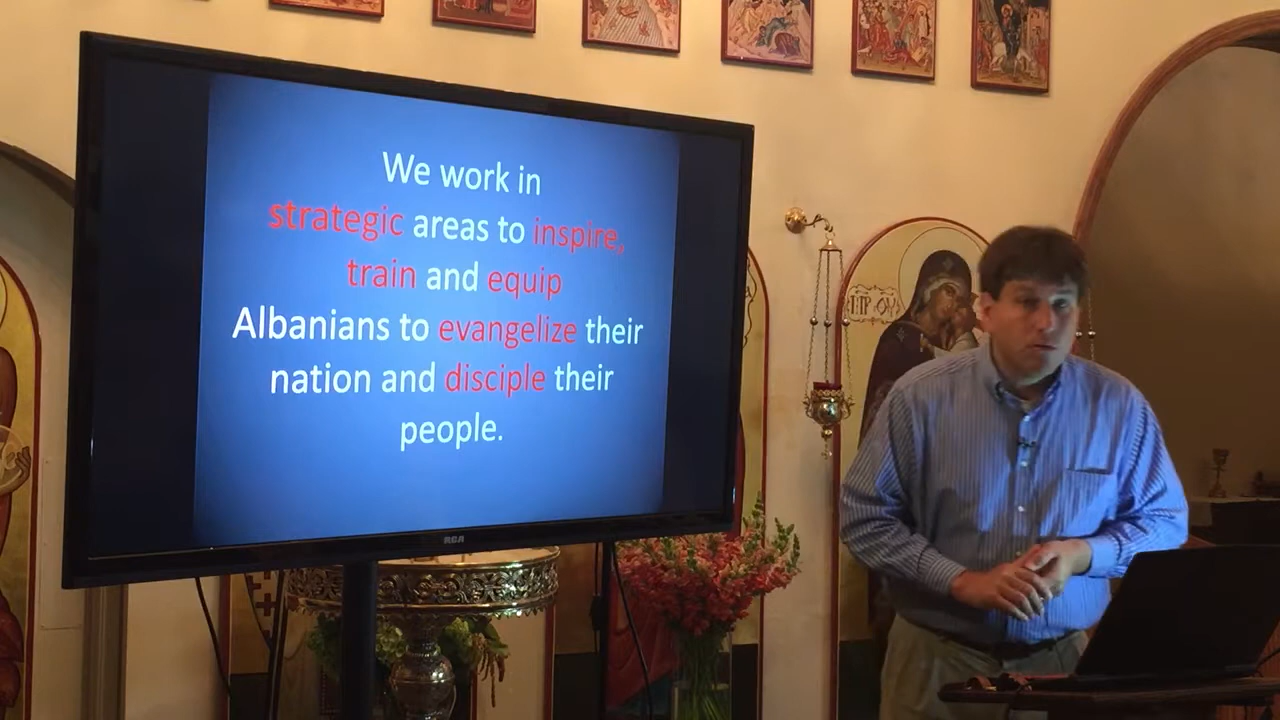 We work in
strategic areas to inspire,
train and equip
Albanians to evangelize their
nation and disciple their
people.
RCA